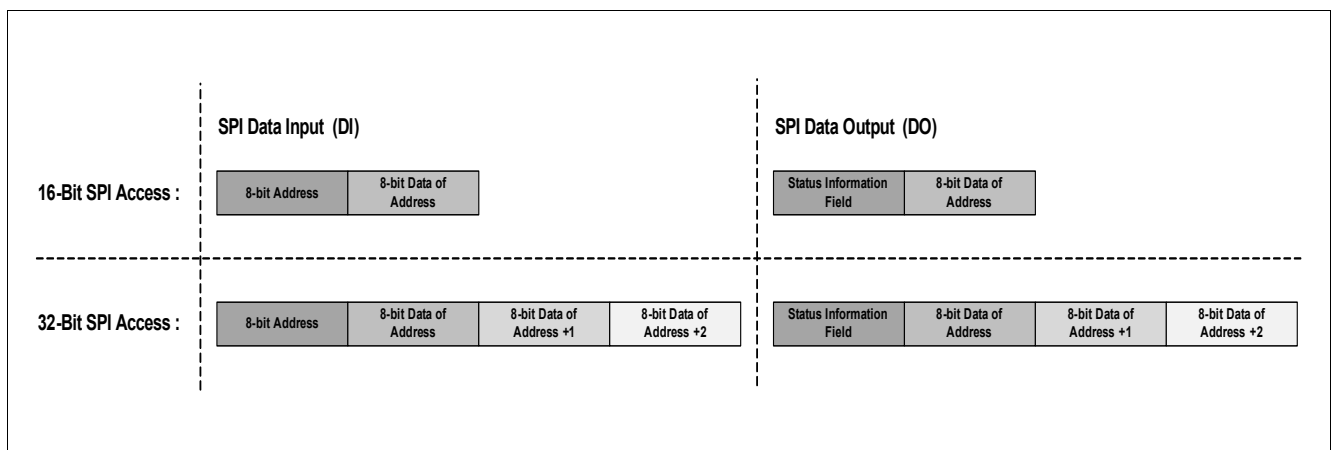 SPI Data Input (DI)
SPI Data Output (DO)
16-Bit SPI Access :
8-bit Address
8-bit Data of
Address
Status Information
Field
8-bit Data of
Address
32-Bit SPI Access :
8-bit Address
8-bit Data of
Address
8-bit Data of
Address +1
8-bit Data of
Address +2
Status Information
Field
8-bit Data of
Address
8-bit Data of
Address +1
8-bit Data of
Address +2